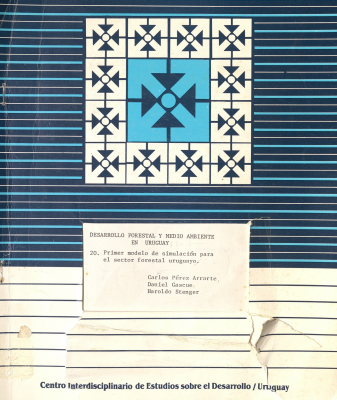 DESARROLLO FORESTAL Y MEDIO AMBIENTE
EN URUGUAY
20. Primer modelo de simulación para
el sector forestal uruguayo.
Carlos Pérez Arrarte
Daniel Gascue
Haroldo Stenger
Centro Interdisciplinario de Estudios sobre el Desarrollo / Uruguay